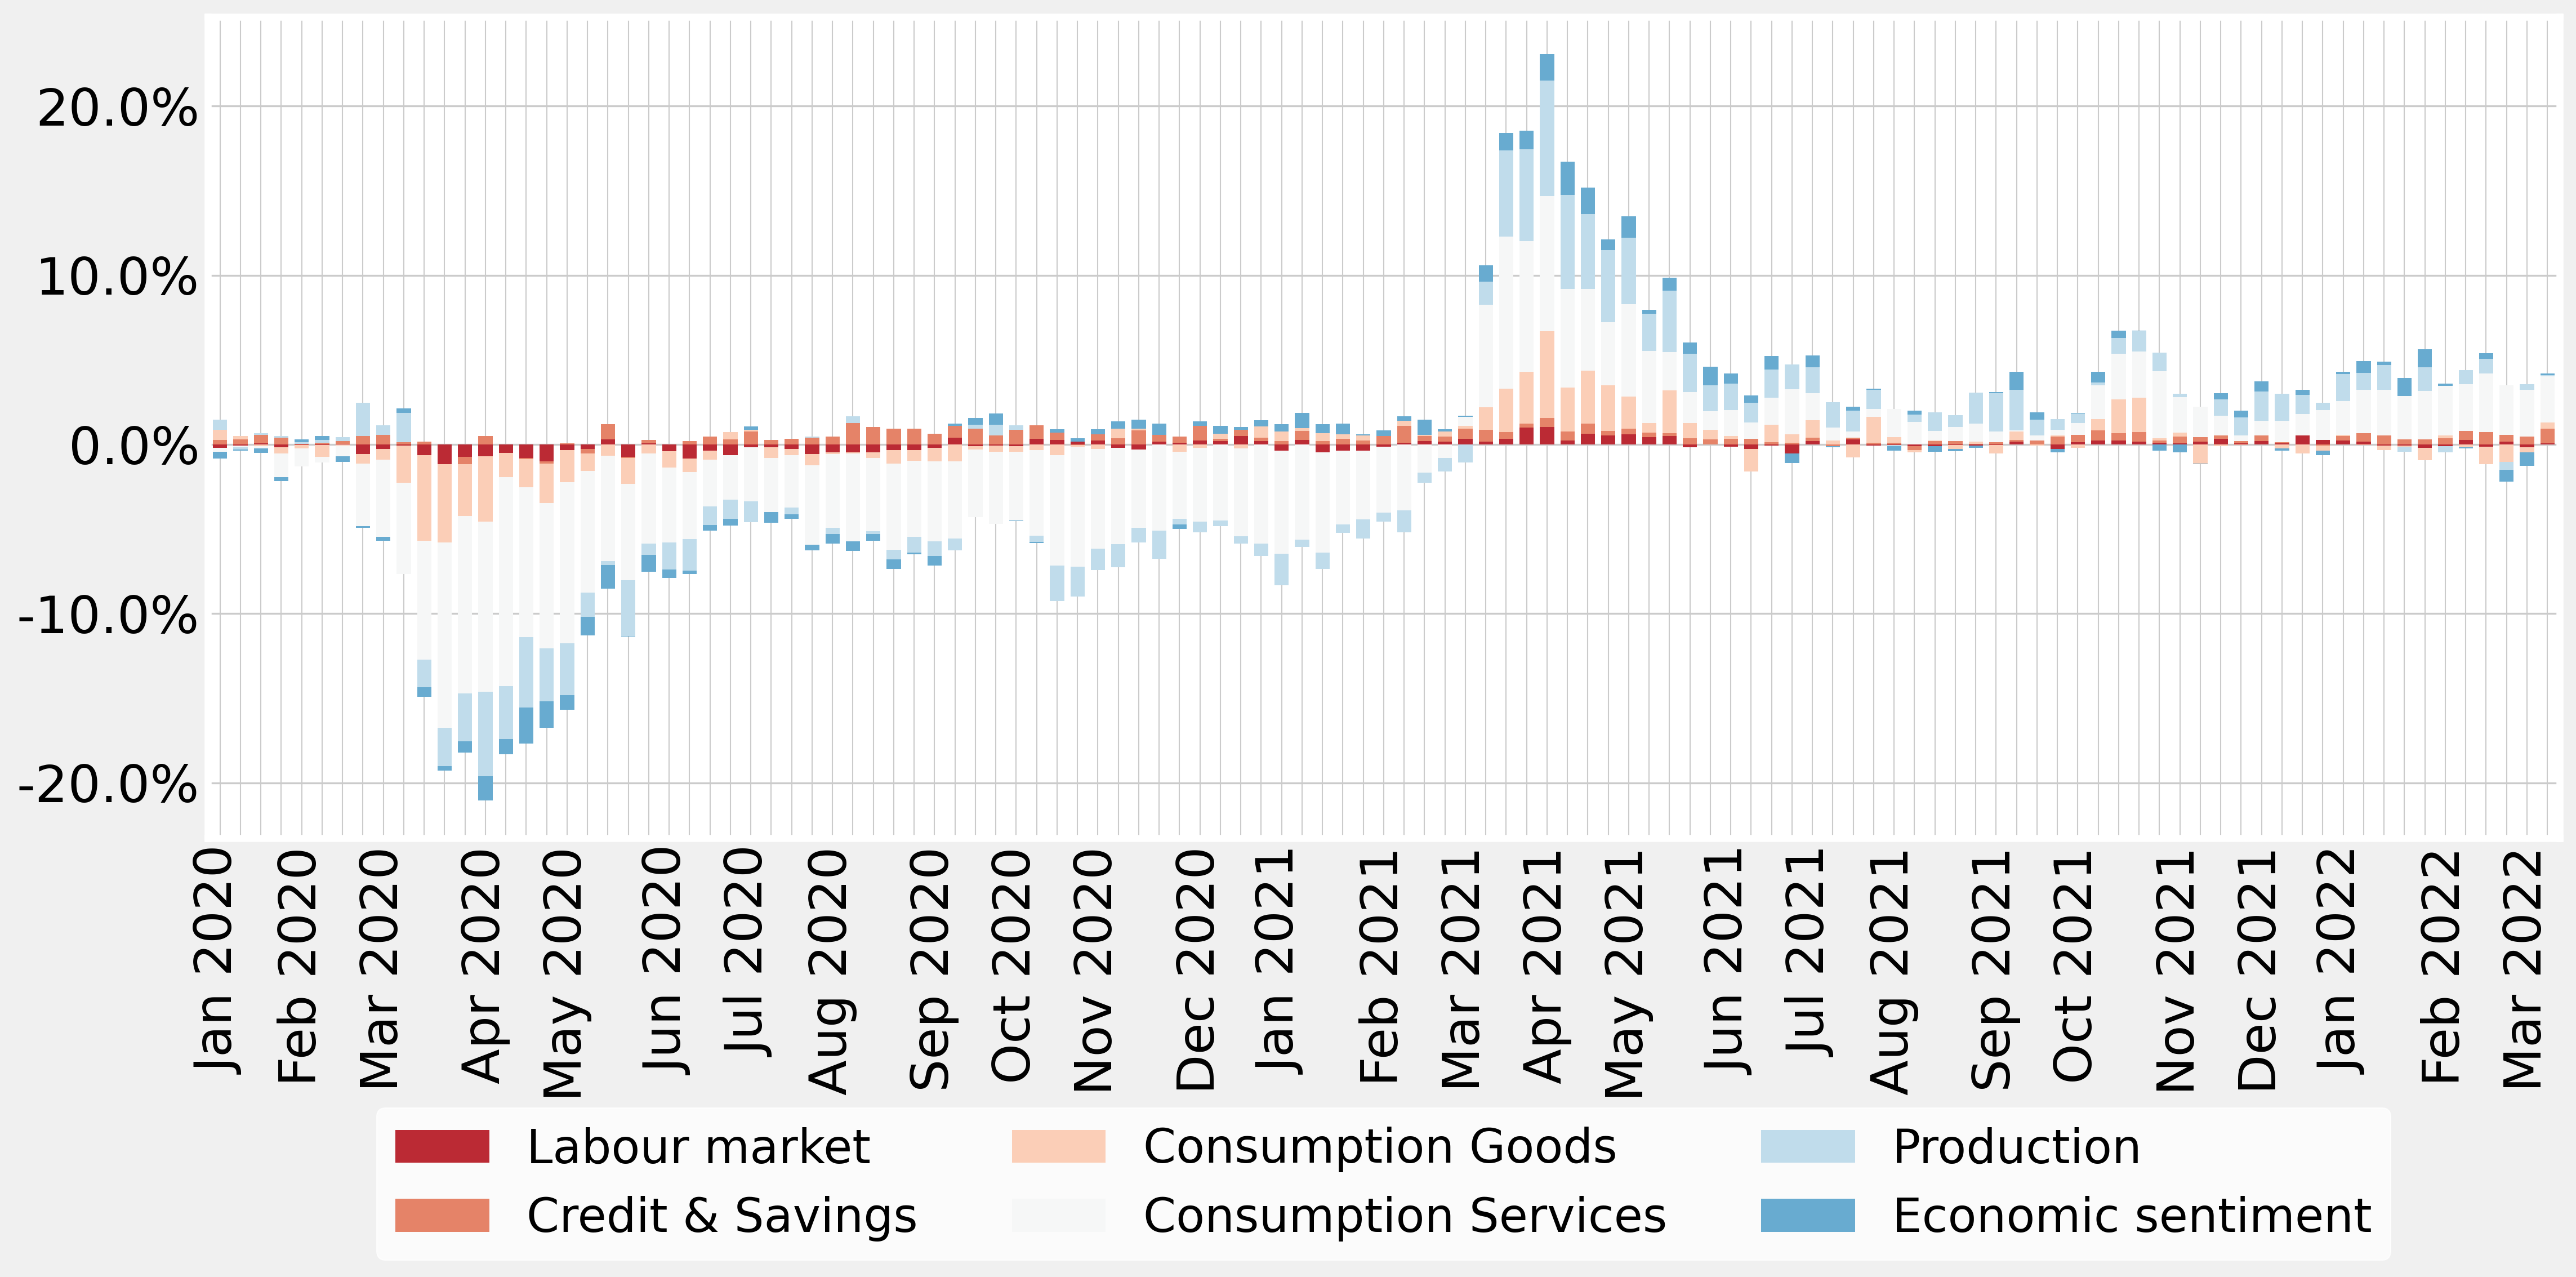 20.0%
10.0%
0.0%
-10.0%
-20.0%
Jan 2020
Feb 2020
Mar 2020
Apr 2020
May 2020
Jun 2020
Jul 2020
Aug 2020
Sep 2020
Oct 2020
Nov 2020
Dec 2020
Jan 2021
Feb 2021
Mar 2021
Apr 2021
May 2021
Jun 2021
Jul 2021
Aug 2021
Sep 2021
Oct 2021
Nov 2021
Dec 2021
Jan 2022
Feb 2022
Mar 2022
Labour market
Credit & Savings
Consumption Goods
Consumption Services
Production
Economic sentiment